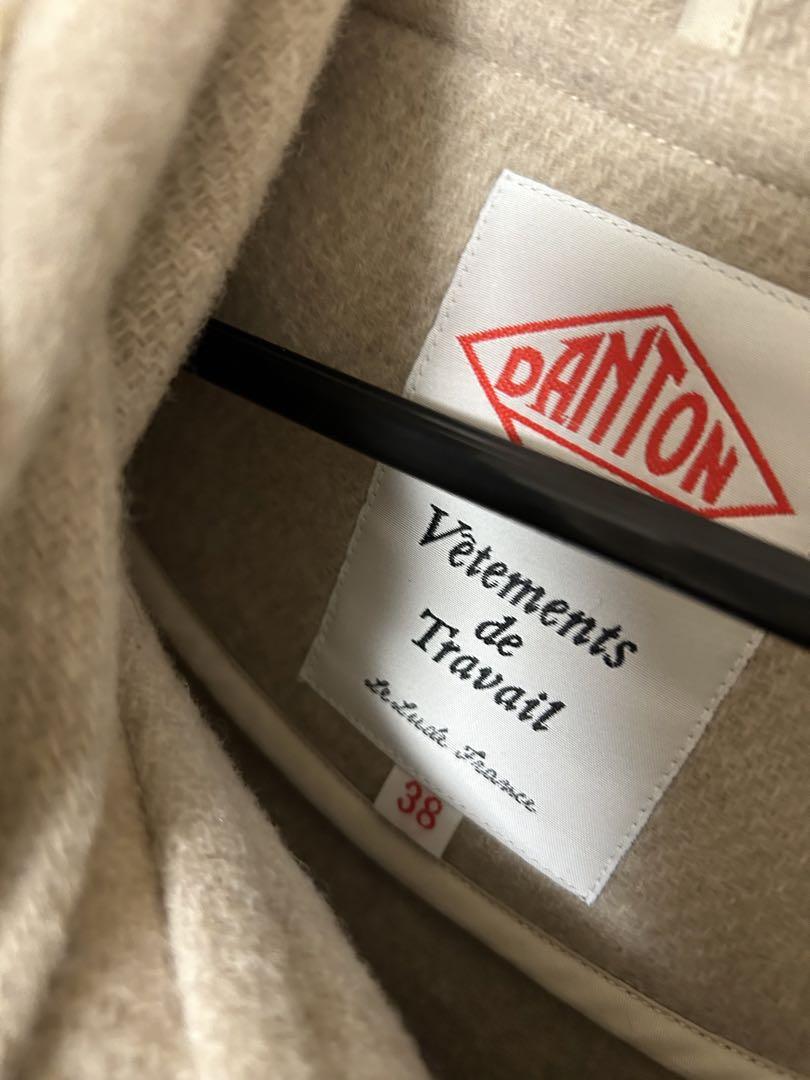 DANTON
Vêtements
de
Travail
Le Lude France
38